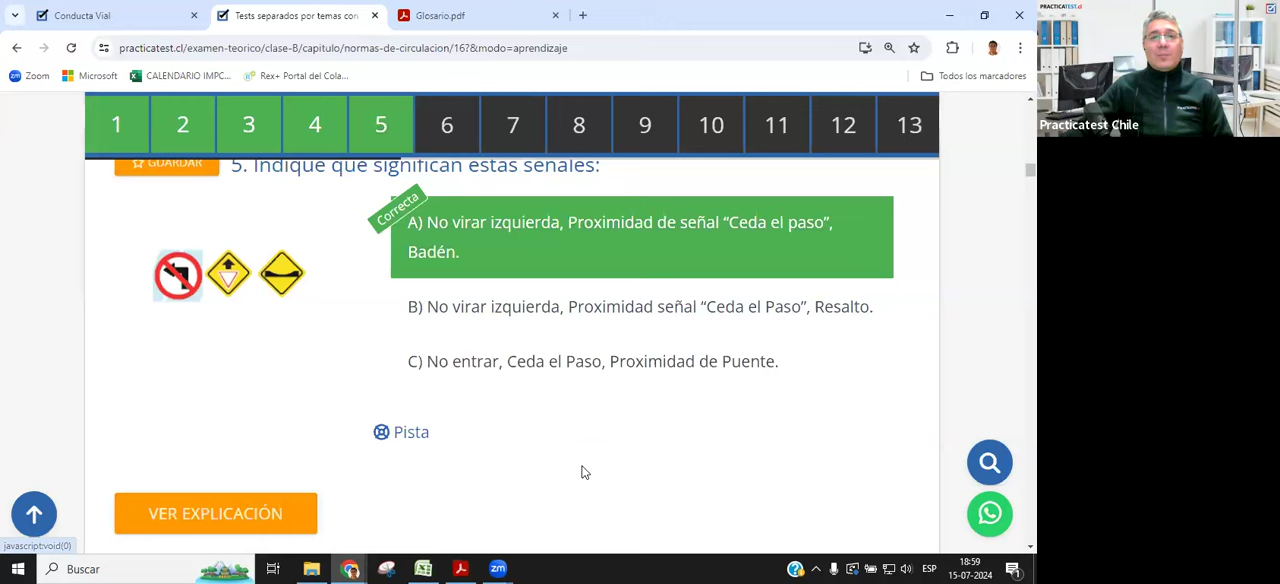 Conducta Vial
Tests separados por temas con
Glosario.pdf
practicatest.cl/examen-teorico/clase-B/capitulo/normas-de-circulacion/16?&modo=aprendizaje
Zoom
Microsoft
CALENDARIO IMPC...
Rex+ Portal del Cola...
Todos los marcadores
1 2 3 4 5 6 7 8 9 10 11 12 13
GUARDAR
5. Indique que significan estas señales:
Correcta
A) No virar izquierda, Proximidad de señal “Ceda el paso”,
Badén.
B) No virar izquierda, Proximidad señal “Ceda el Paso”, Resalto.
C) No entrar, Ceda el Paso, Proximidad de Puente.
Pista
VER EXPLICACIÓN
javascript:void(0)
Buscar
ESP
18:59
15-07-2024
PRACTICATEST.cl
Practicatest Chile